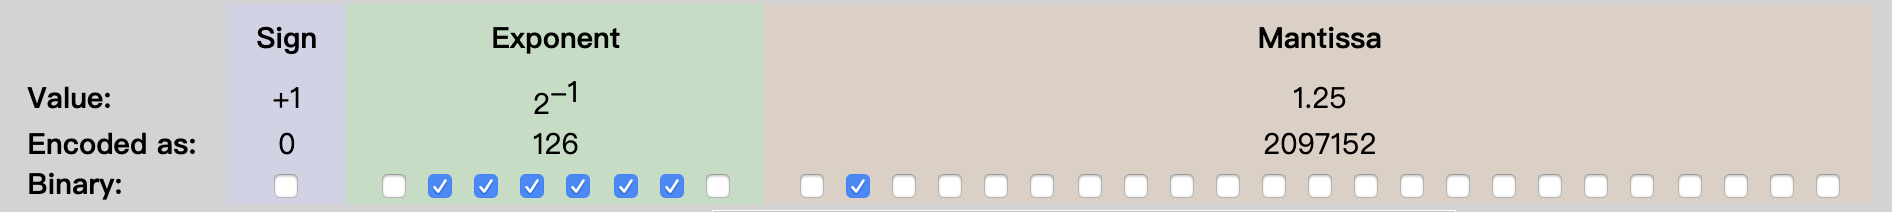 Sign Exponent Mantissa
Value: +1 2−1 1.25
Encoded as: 0 126 2097152
Binary: